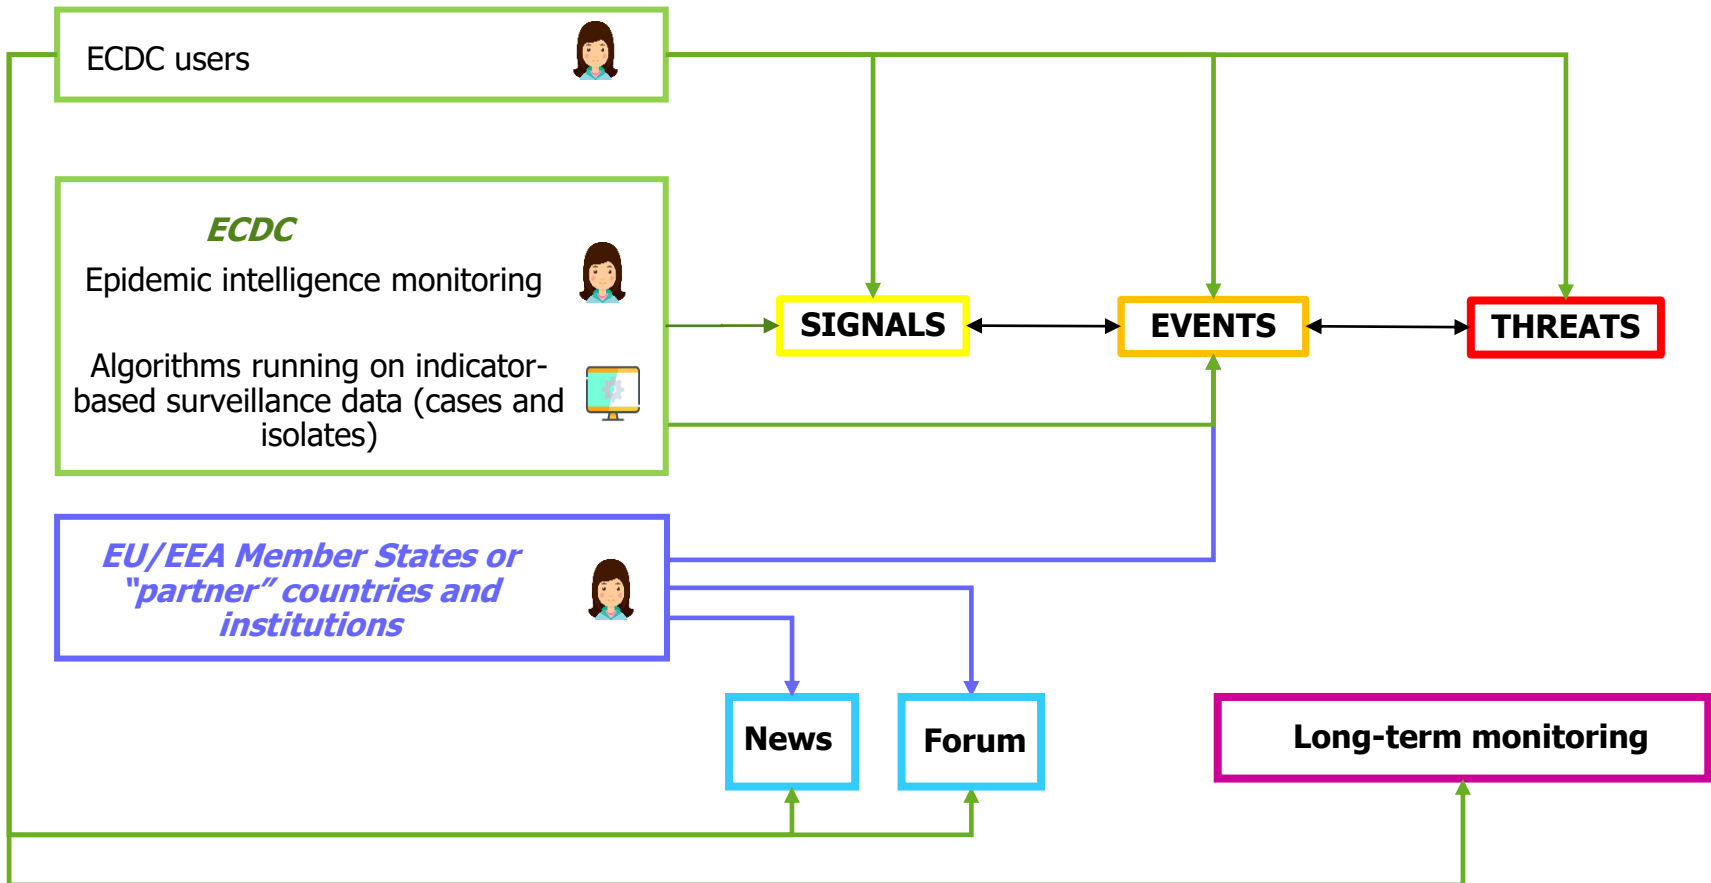 ECDC users
ECDC
Epidemic intelligence monitoring
Algorithms running on indicator-
based surveillance data (cases and
isolates)
SIGNALS
EVENTS
THREATS
EU/EEA Member States or
“partner” countries and
institutions
News
Forum
Long-term monitoring